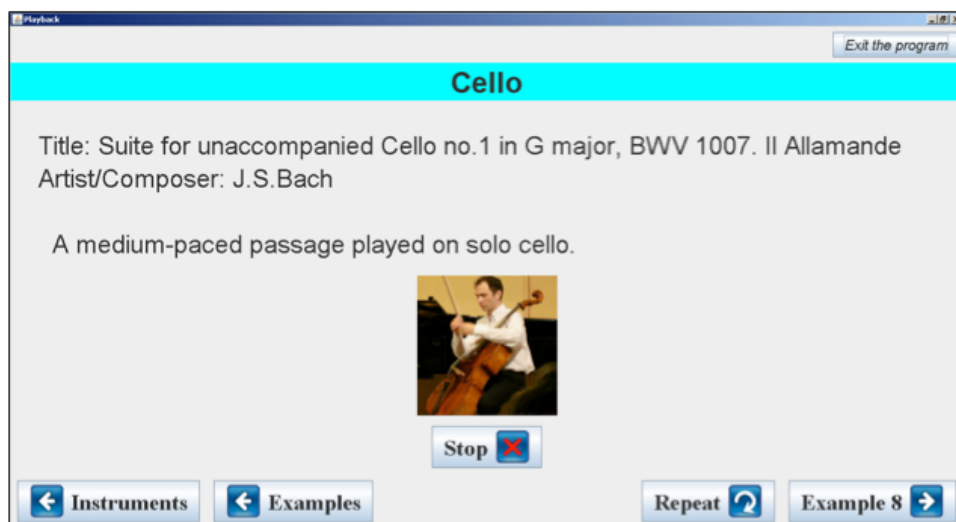 Playback
Exit the program
Cello
Title: Suite for unaccompanied Cello no.1 in G major, BWV 1007. II Allamande
Artist/Composer: J.S.Bach
A medium-paced passage played on solo cello.
Stop
Instruments Examples Repeat Example 8